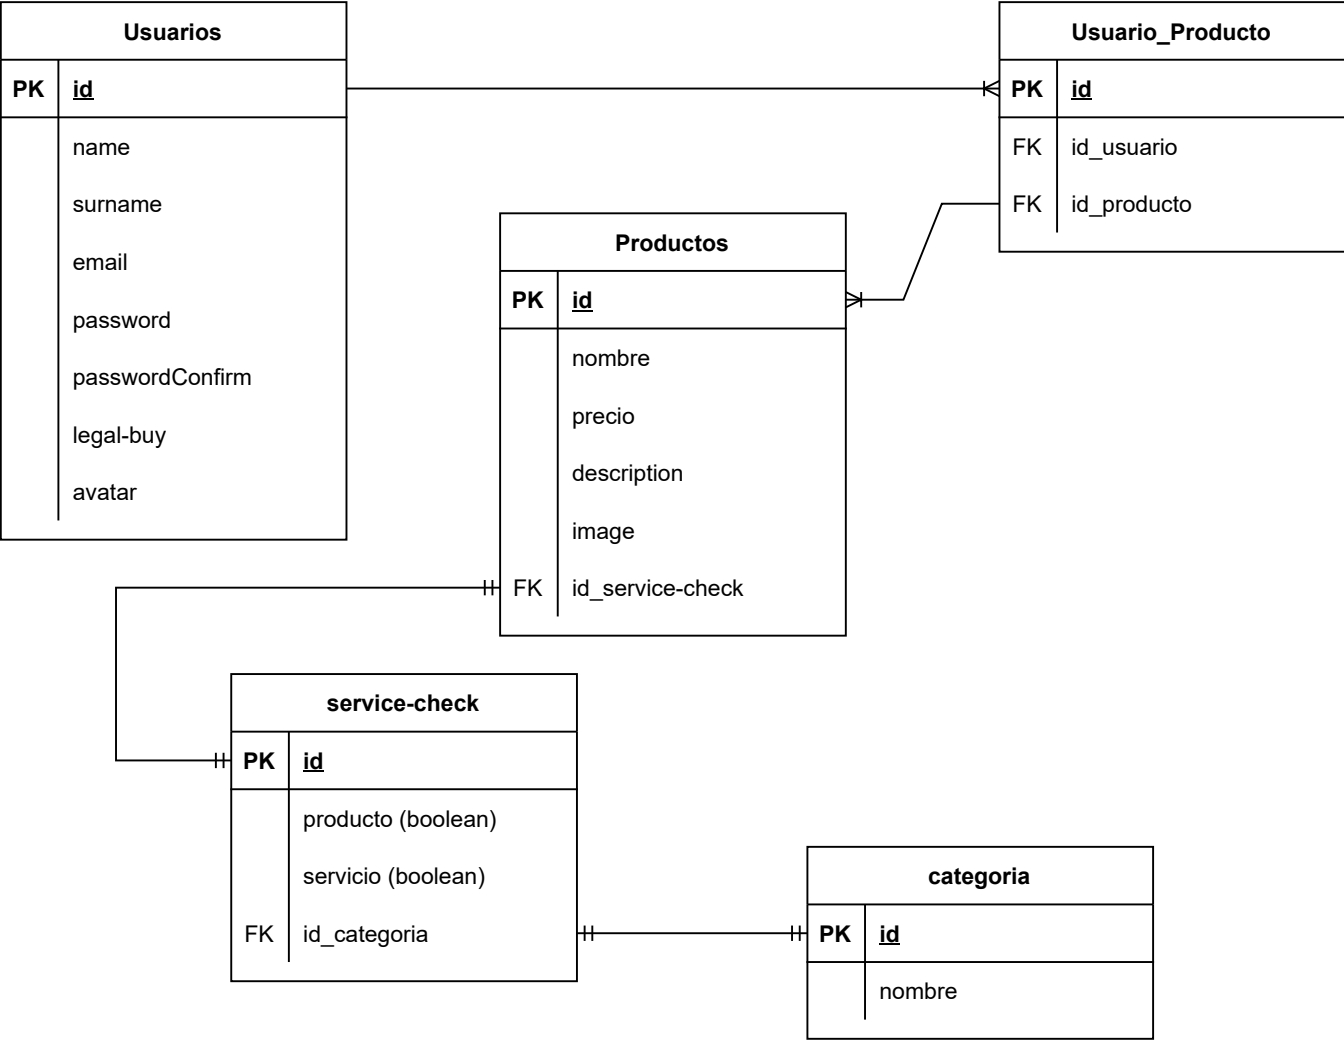 Usuarios
PK id
name
surname
email
password
passwordConfirm
legal-buy
avatar
Usuario_Producto
PK id
FK id_usuario
FK id_producto
Productos
PK id
nombre
precio
description
image
FK id_service-check
service-check
PK id
producto (boolean)
servicio (boolean)
FK id_categoria
categoria
PK id
nombre